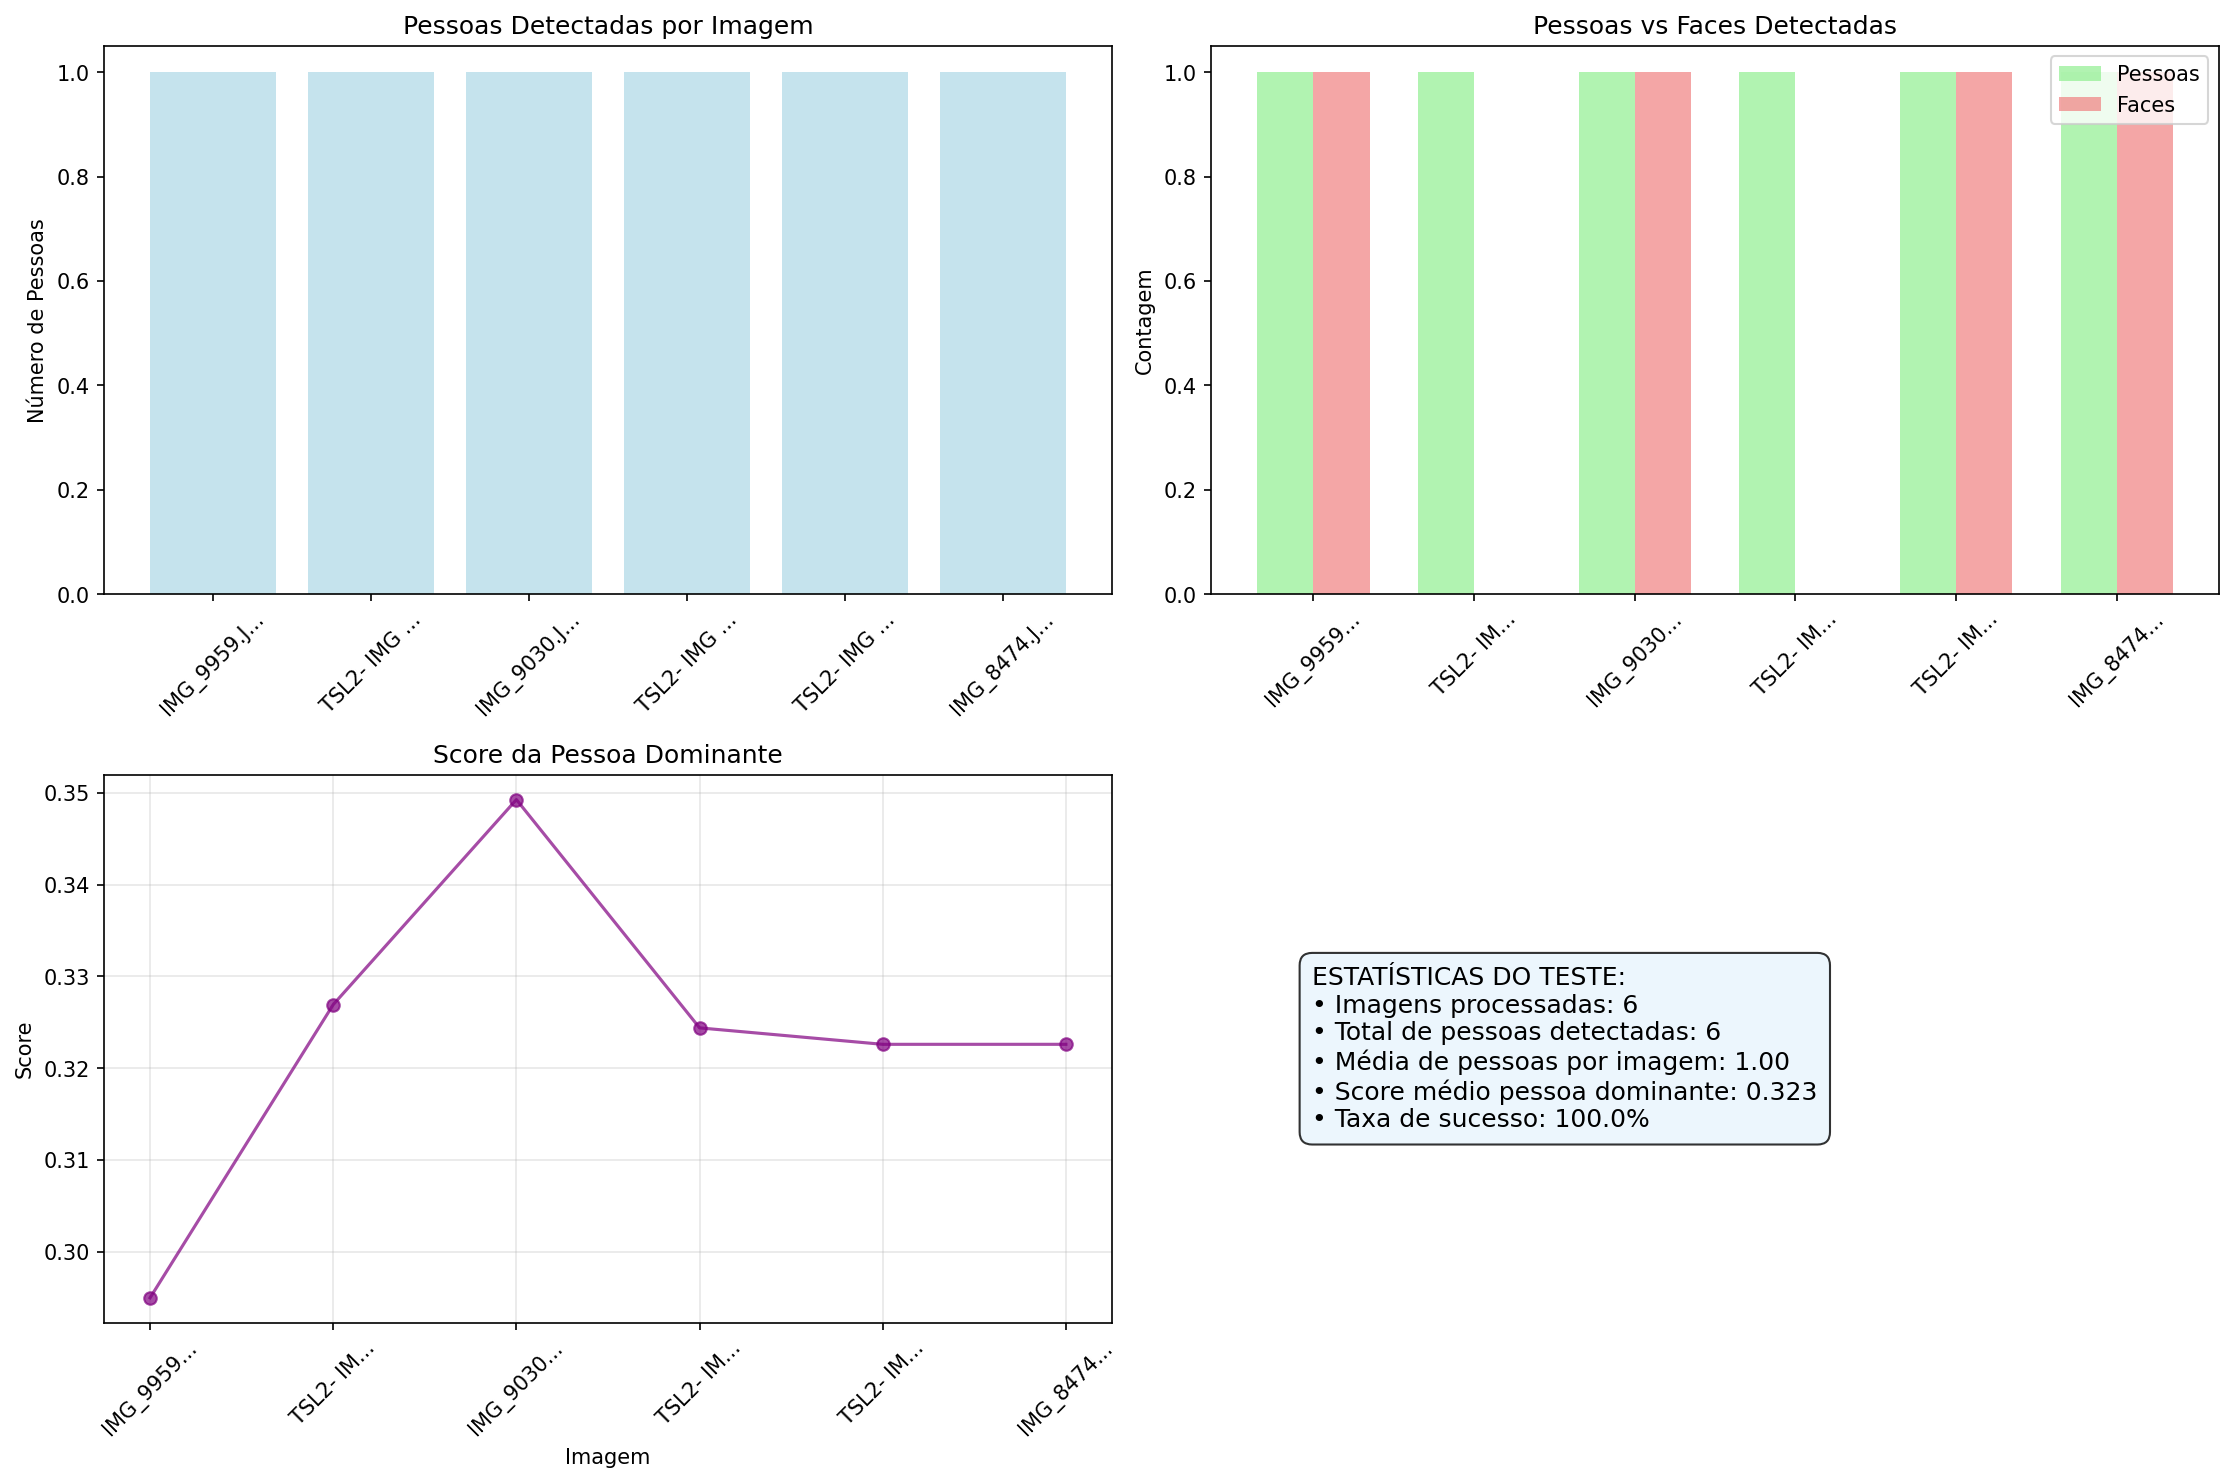 Pessoas Detectadas por Imagem
Número de Pessoas
1.0
0.8
0.6
0.4
0.2
0.0
IMG_9959.J...
TSL2- IMG ...
IMG_9030.J...
TSL2- IMG ...
TSL2- IMG ...
IMG_8474.J...
Pessoas vs Faces Detectadas
Contagem
1.0
0.8
0.6
0.4
0.2
0.0
Pessoas
Faces
IMG_9959...
TSL2- IM...
IMG_9030...
TSL2- IM...
TSL2- IM...
IMG_8474...
Score da Pessoa Dominante
Score
0.35
0.34
0.33
0.32
0.31
0.30
IMG_9959...
TSL2- IM...
IMG_9030...
TSL2- IM...
TSL2- IM...
IMG_8474...
Imagem
ESTATÍSTICAS DO TESTE:
• Imagens processadas: 6
• Total de pessoas detectadas: 6
• Média de pessoas por imagem: 1.00
• Score médio pessoa dominante: 0.323
• Taxa de sucesso: 100.0%